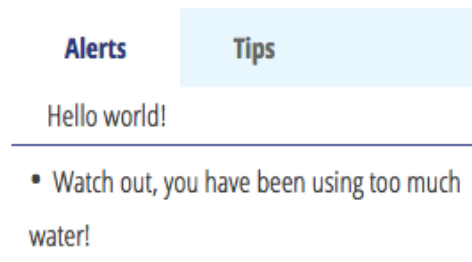 Alerts Tips
Hello world!
• Watch out, you have been using too much
water!